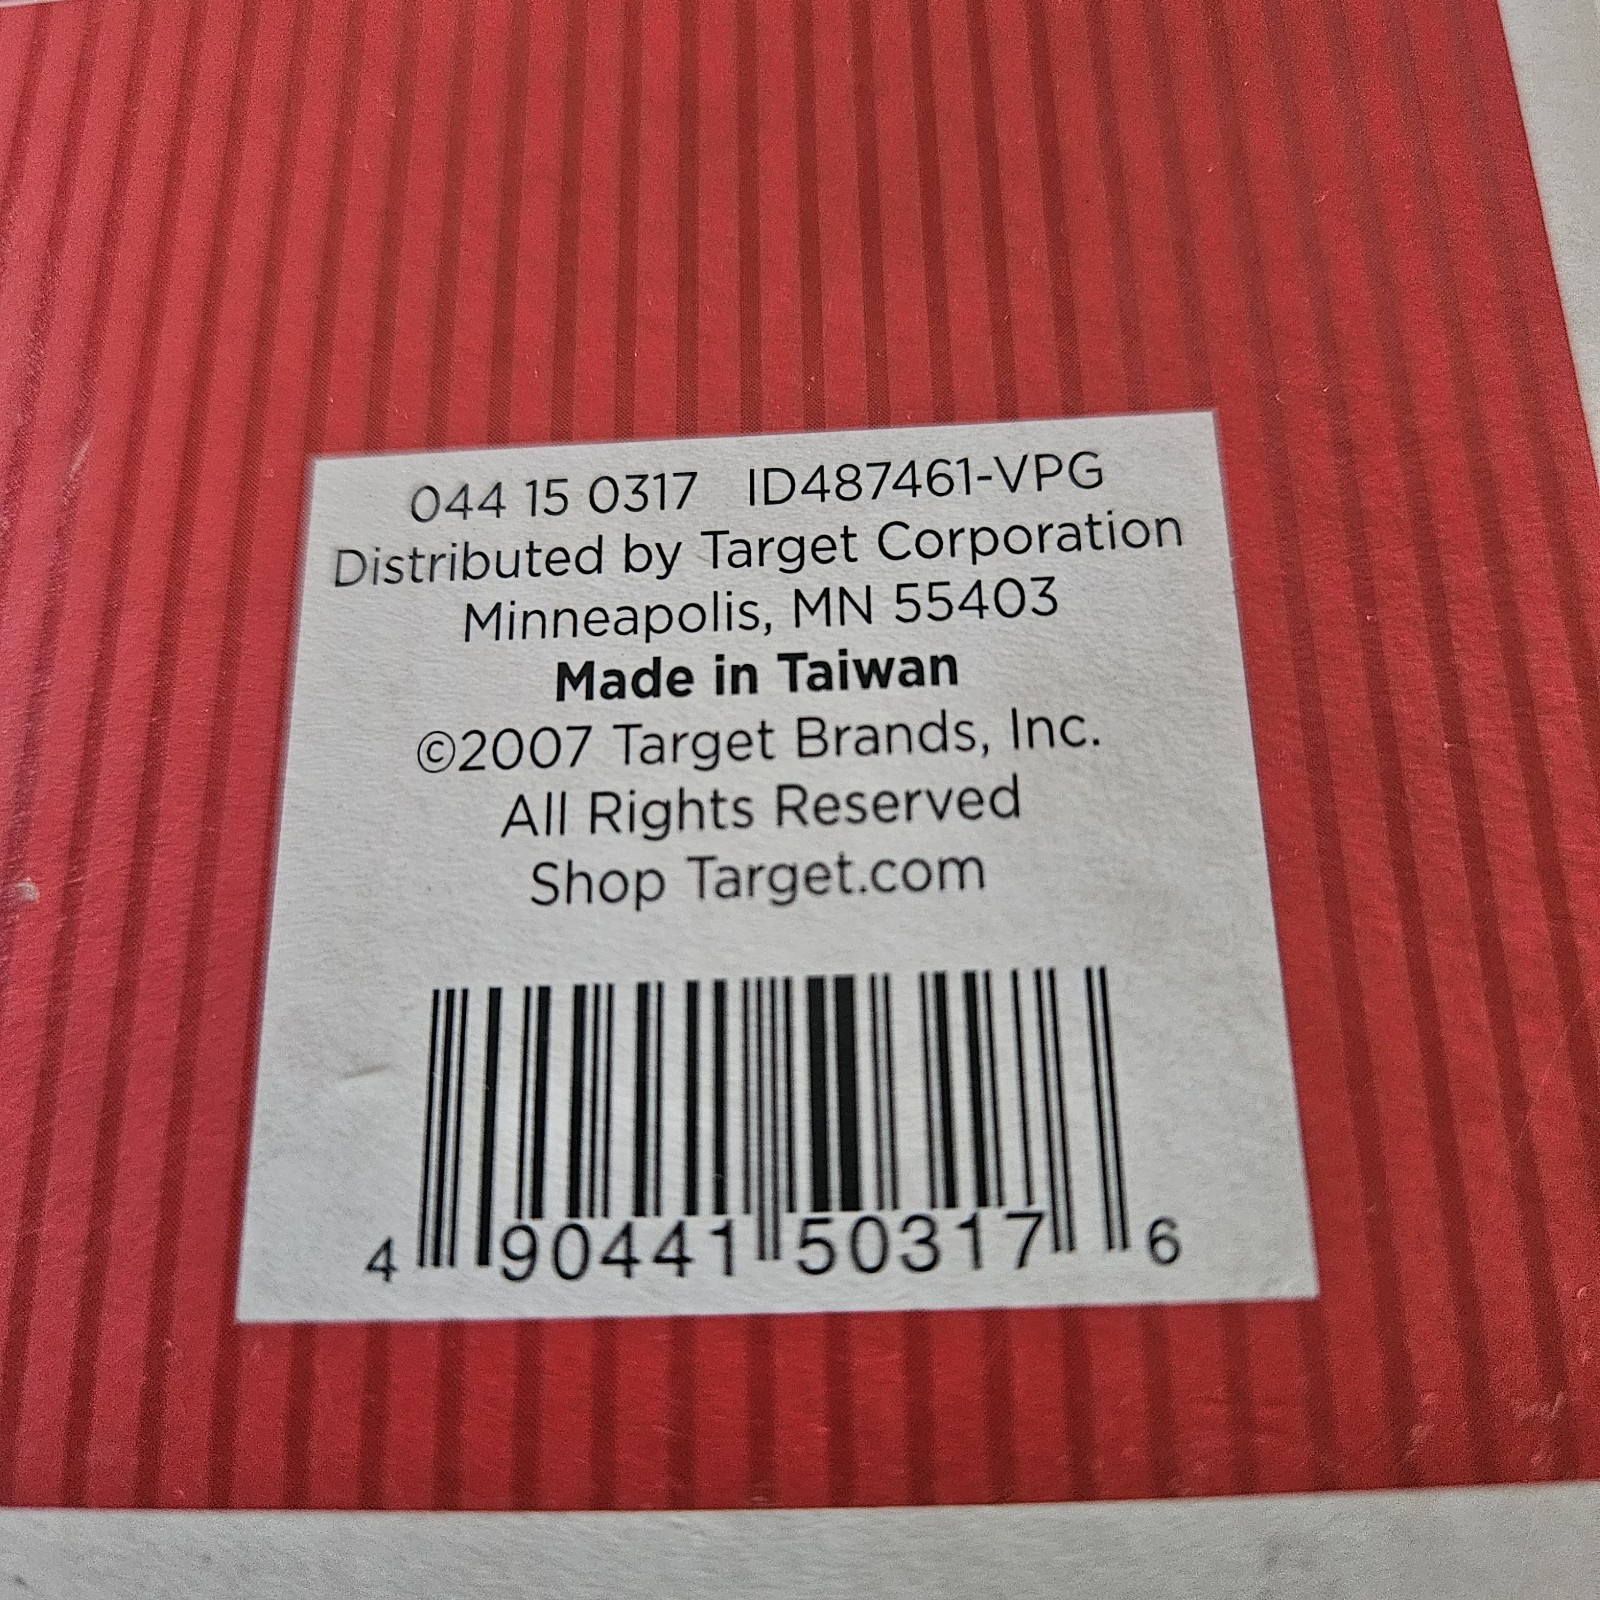 044 15 0317 ID487461-VPG
Distributed by Target Corporation
Minneapolis, MN 55403
Made in Taiwan
©2007 Target Brands, Inc.
All Rights Reserved
Shop Target.com
4 90441 50317 6